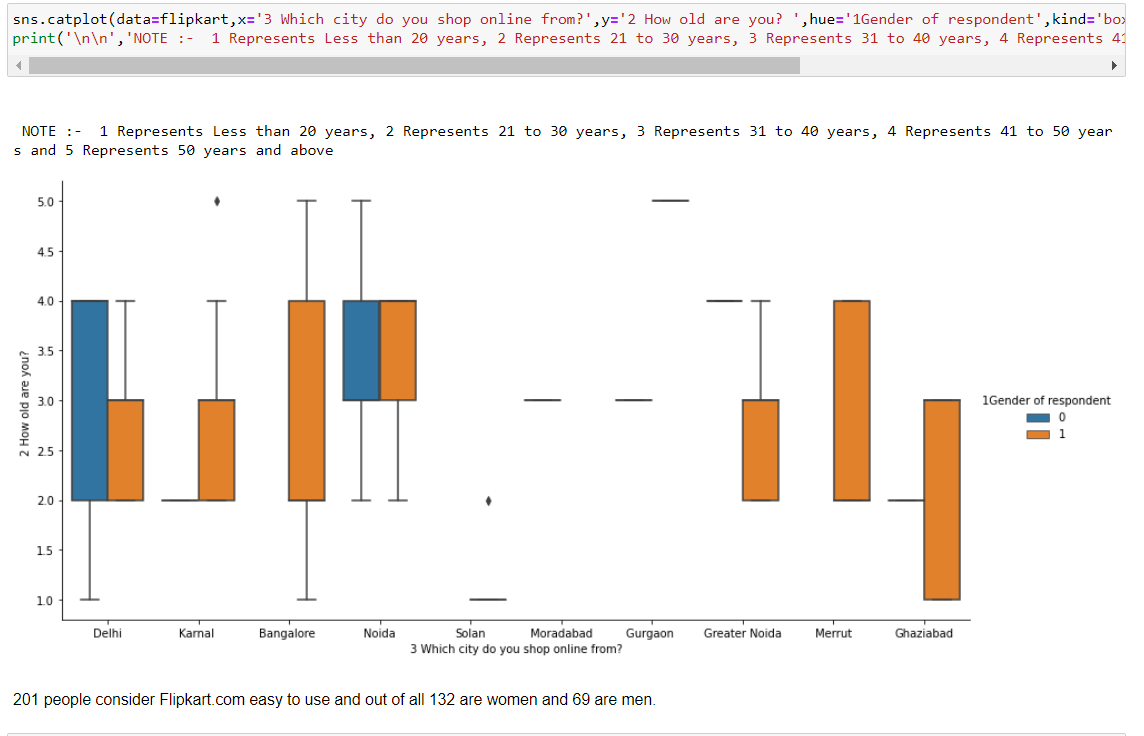 sns.catplot(data=flipkart,x='3 Which city do you shop online from?',y='2 How old are you? ',hue='1Gender of respondent',kind='bo
print('\n\n','NOTE :-  1 Represents Less than 20 years, 2 Represents 21 to 30 years, 3 Represents 31 to 40 years, 4 Represents 41
NOTE :-  1 Represents Less than 20 years, 2 Represents 21 to 30 years, 3 Represents 31 to 40 years, 4 Represents 41 to 50 year
s and 5 Represents 50 years and above
5.0
4.5
4.0
3.5
3.0
2.5
2.0
1.5
1.0
2 How old are you?
Delhi Karnal Bangalore Noida Solan Moradabad Gurgaon Greater Noida Merrut Ghaziabad
3 Which city do you shop online from?
1Gender of respondent
0
1
201 people consider Flipkart.com easy to use and out of all 132 are women and 69 are men.